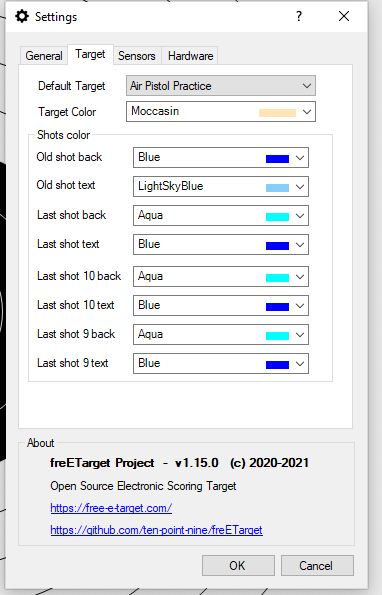 Settings
?
General Target Sensors Hardware
Default Target Air Pistol Practice
Target Color Moccasin
Shots color
Old shot back Blue
Old shot text LightSkyBlue
Last shot back Aqua
Last shot text Blue
Last shot 10 back Aqua
Last shot 10 text Blue
Last shot 9 back Aqua
Last shot 9 text Blue
About
freETarget Project - v1.15.0 (c) 2020-2021
Open Source Electronic Scoring Target
https://free-e-target.com/
https://github.com/ten-point-nine/freETarget
OK Cancel